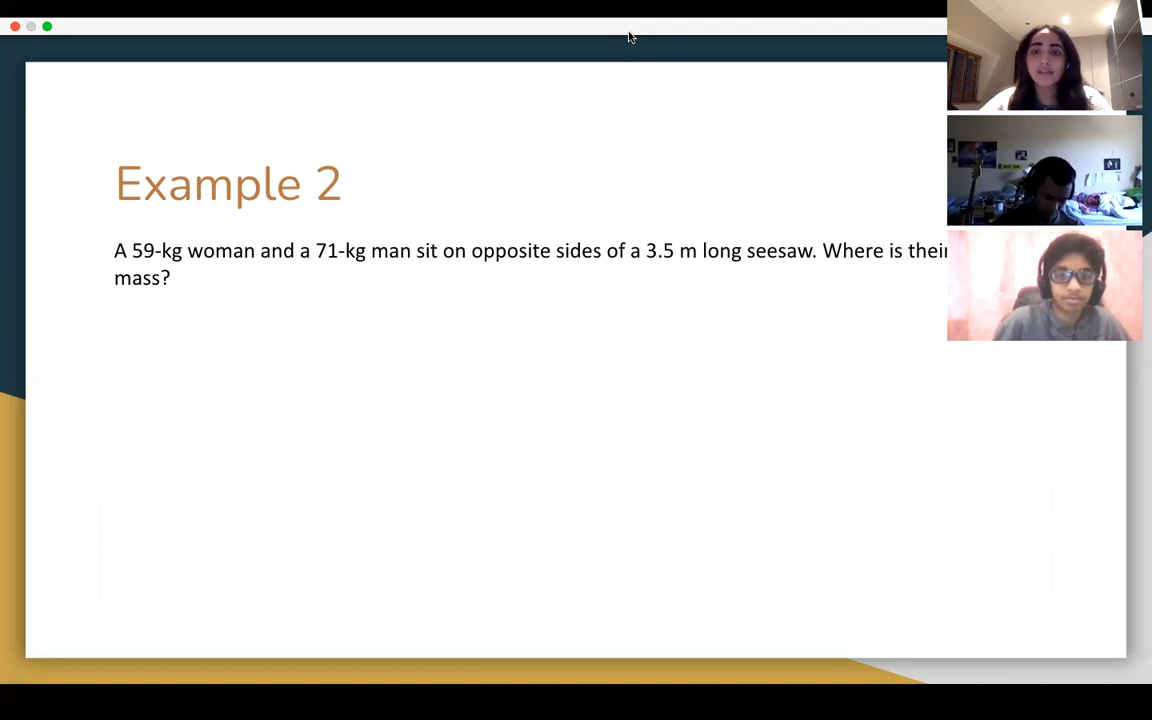 Example 2
A 59-kg woman and a 71-kg man sit on opposite sides of a 3.5 m long seesaw. Where is their
mass?